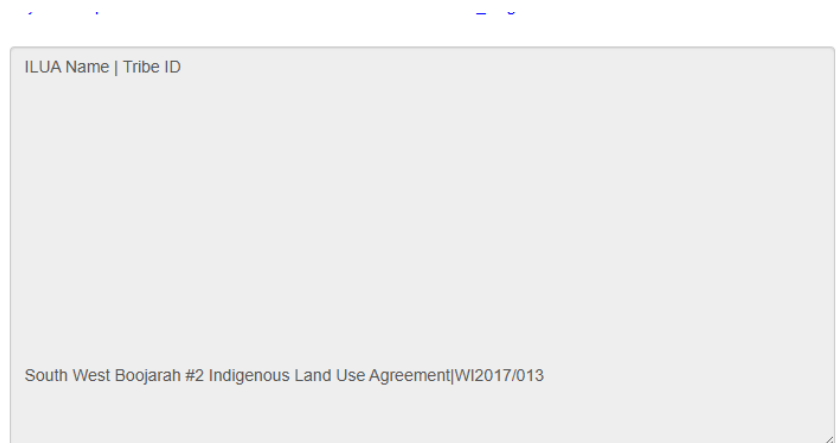 ILUA Name | Tribe ID
South West Boojarah #2 Indigenous Land Use Agreement|WI2017/013